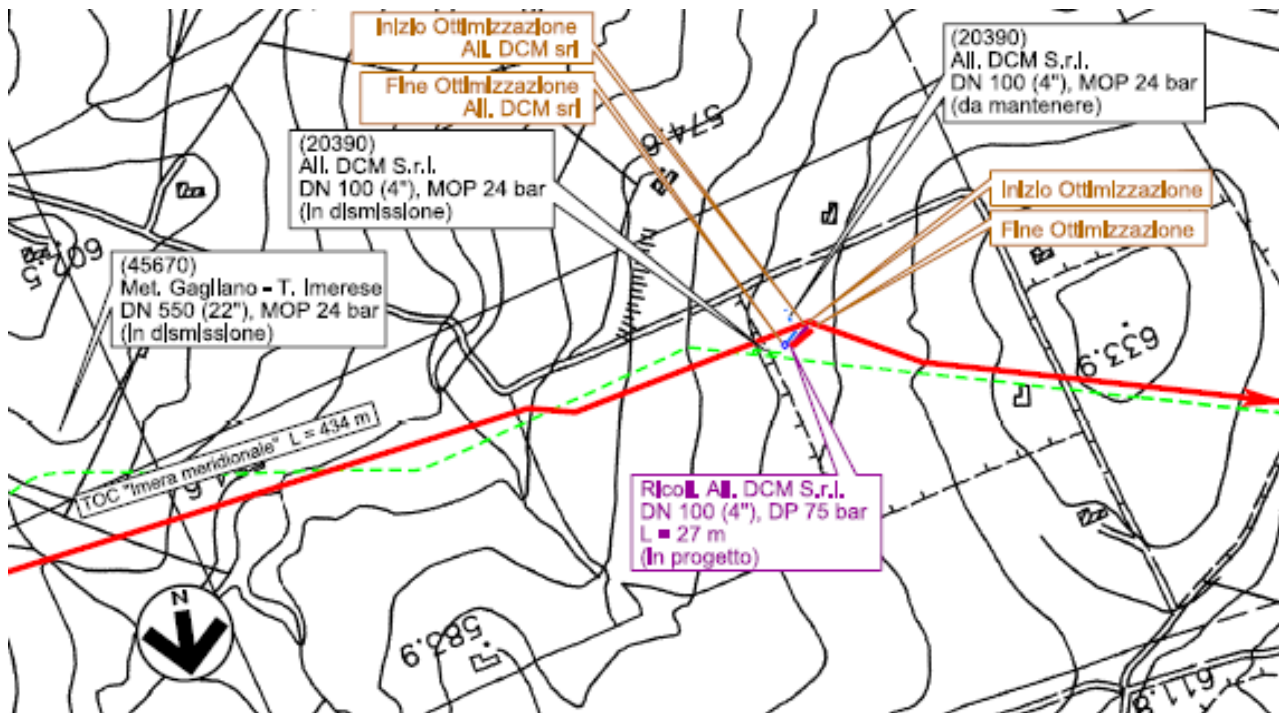 Inizio Ottimizzazione
All. DCM srl
Fine Ottimizzazione
All. DCM srl
(20390)
All. DCM S.r.l.
DN 100 (4"), MOP 24 bar
(da mantenere)
574.6
(20390)
All. DCM S.r.l.
DN 100 (4"), MOP 24 bar
(in dismissione)
Inizio Ottimizzazione
Fine Ottimizzazione
(45670)
Met. Gagliano - T. Imerese
DN 550 (22"), MOP 24 bar
(in dismissione)
633.9
TOC "Imera meridionale" L = 434 m
Ricoll. All. DCM S.r.l.
DN 100 (4"), DP 75 bar
L = 27 m
(in progetto)
N
583.9
611.8